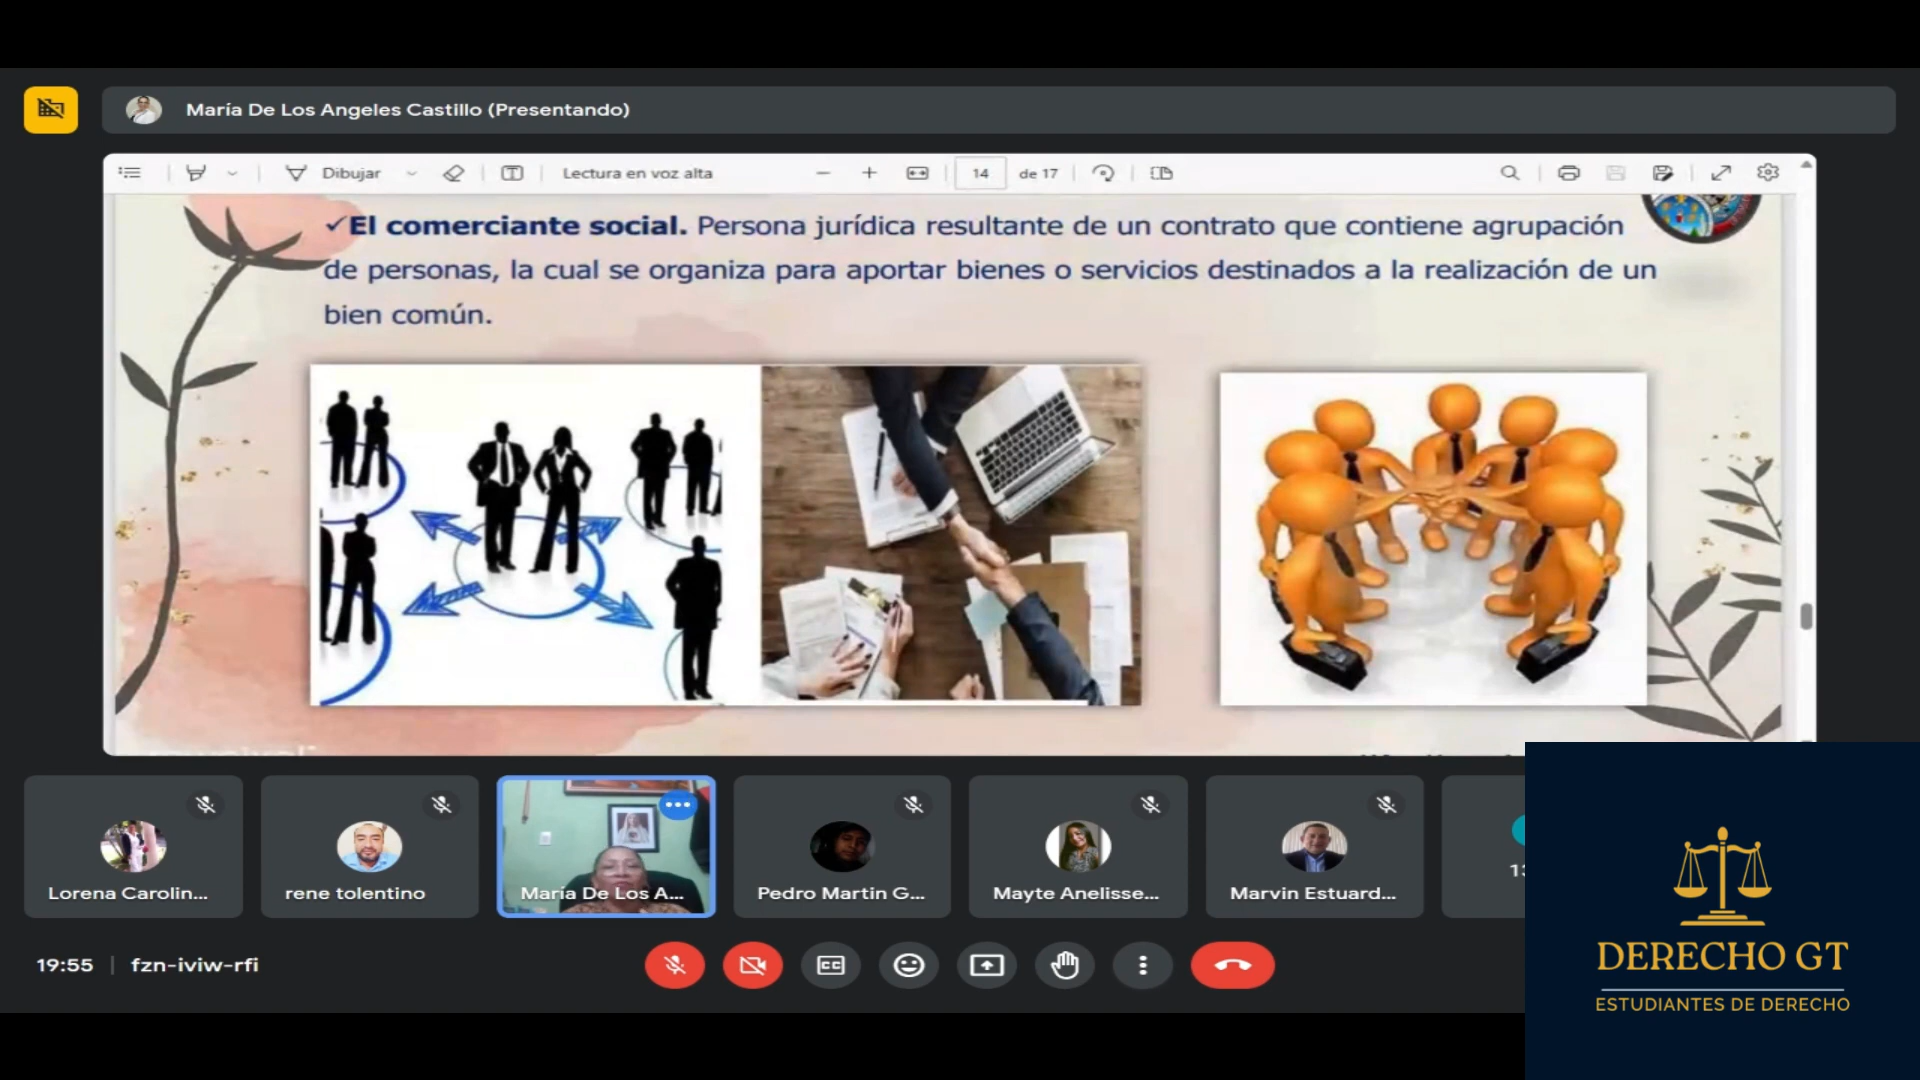 María De Los Angeles Castillo (Presentando)
Dibujar
Lectura en voz alta
14
de 17
✓El comerciante social. Persona jurídica resultante de un contrato que contiene agrupación
de personas, la cual se organiza para aportar bienes o servicios destinados a la realización de un
bien común.
Lorena Carolin...
rene tolentino
María De Los A...
Pedro Martin G...
Mayte Anelisse...
Marvin Estuard...
19:55 | fzn-iviw-rfi
DERECHO GT
ESTUDIANTES DE DERECHO